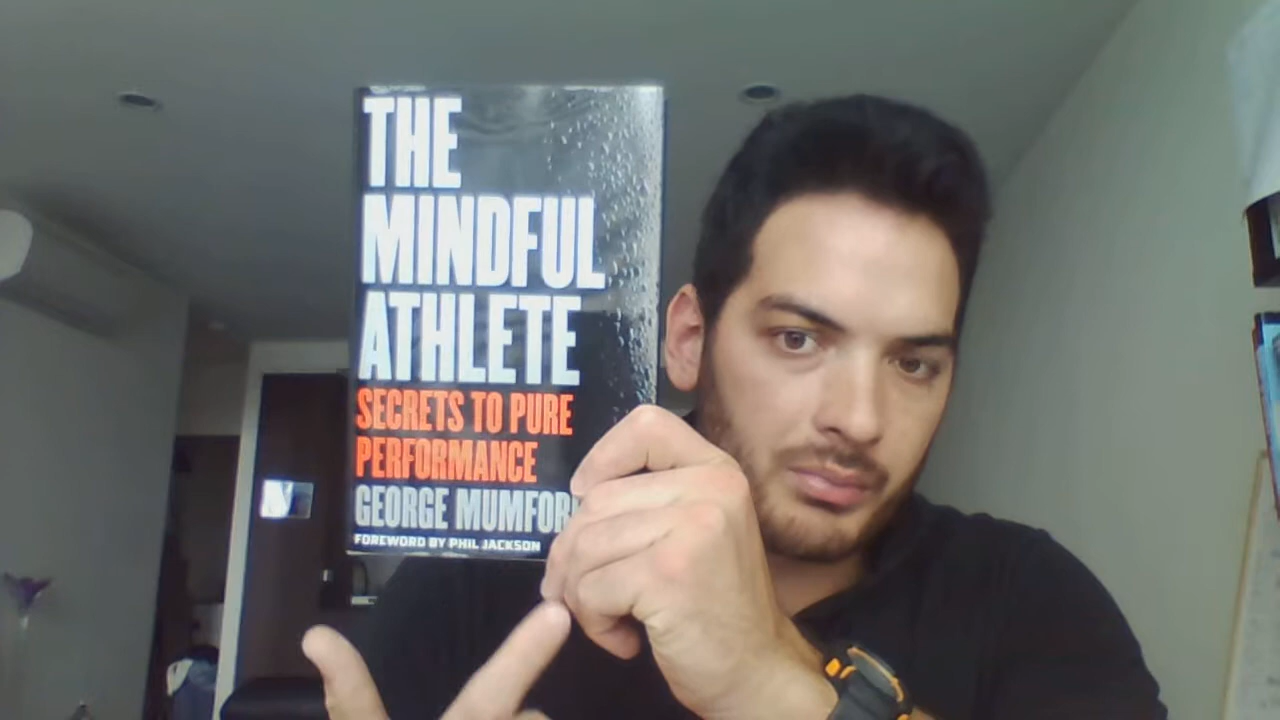 THE
MINDFUL
ATHLETE
SECRETS TO PURE
PERFORMANCE
GEORGE MUMFOR
FOREWORD BY PHIL JACKSON